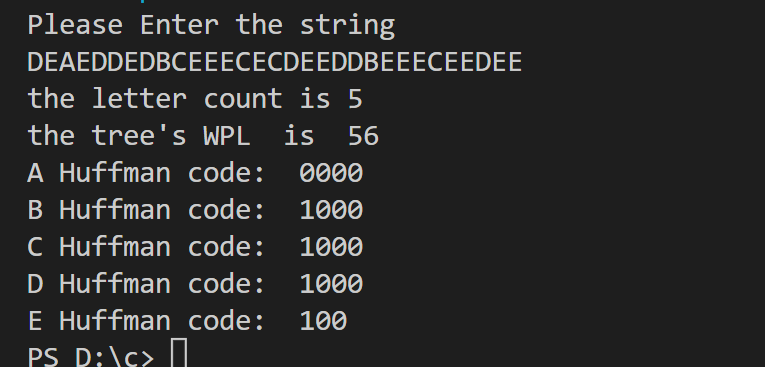 Please Enter the string
DEAEDDEDBCEEECECDEEDDBEEECEEDEE
the letter count is 5
the tree's WPL  is  56
A Huffman code:  0000
B Huffman code:  1000
C Huffman code:  1000
D Huffman code:  1000
E Huffman code:  100
PS D:\c>